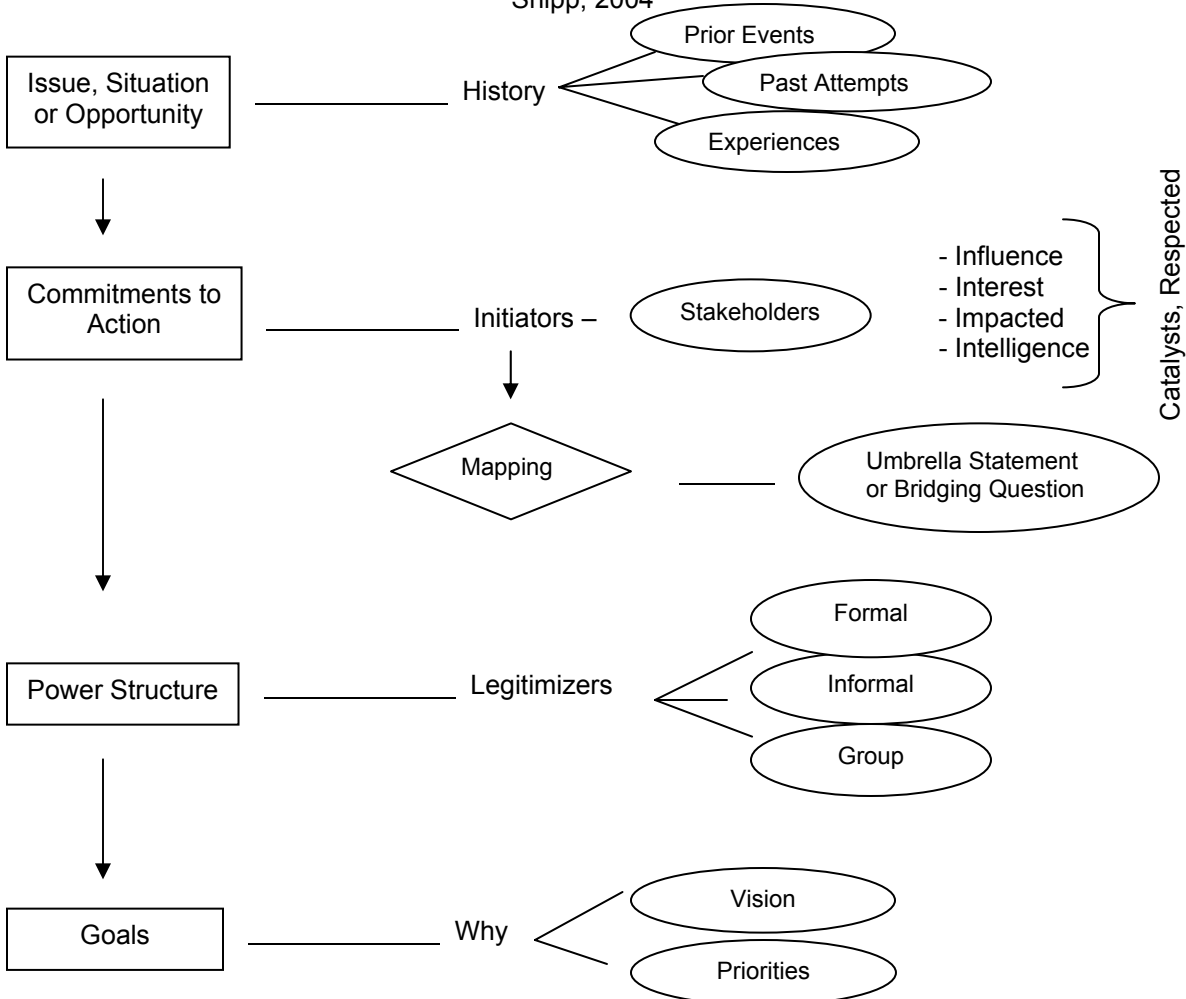 Prior Events
Issue, Situation
or Opportunity
History
Past Attempts
Experiences
Commitments to
Action
Initiators –
Stakeholders
- Influence
- Interest
- Impacted
- Intelligence
Catalysts, Respected
Mapping
Umbrella Statement
or Bridging Question
Power Structure
Legitimizers
Formal
Informal
Group
Goals
Why
Vision
Priorities